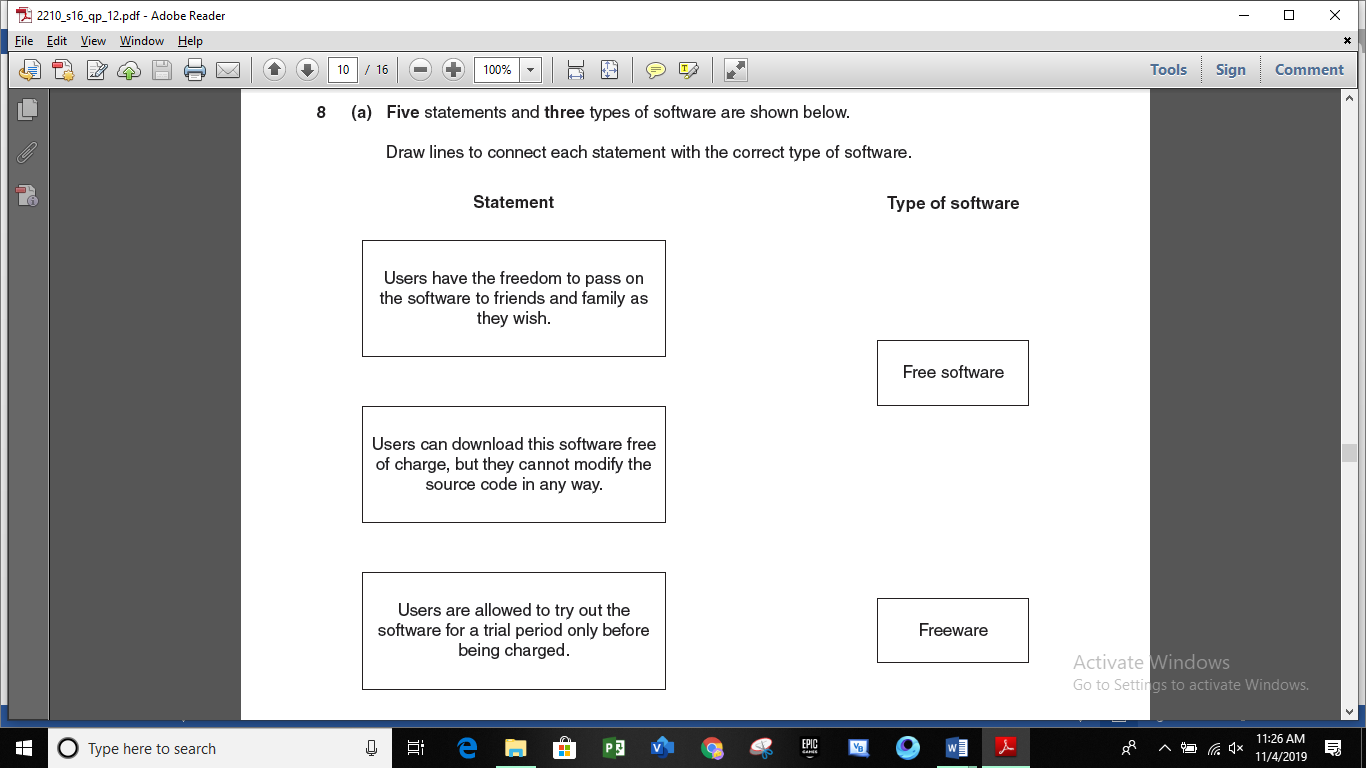 2210_s16_qp_12.pdf - Adobe Reader
File Edit View Window Help
10 / 16 100% Tools Sign Comment
8 (a) Five statements and three types of software are shown below.
Draw lines to connect each statement with the correct type of software.
Statement
Type of software
Users have the freedom to pass on
the software to friends and family as
they wish.
Free software
Users can download this software free
of charge, but they cannot modify the
source code in any way.
Users are allowed to try out the
software for a trial period only before
being charged.
Freeware
Activate Windows
Go to Settings to activate Windows.
Type here to search
11:26 AM
11/4/2019